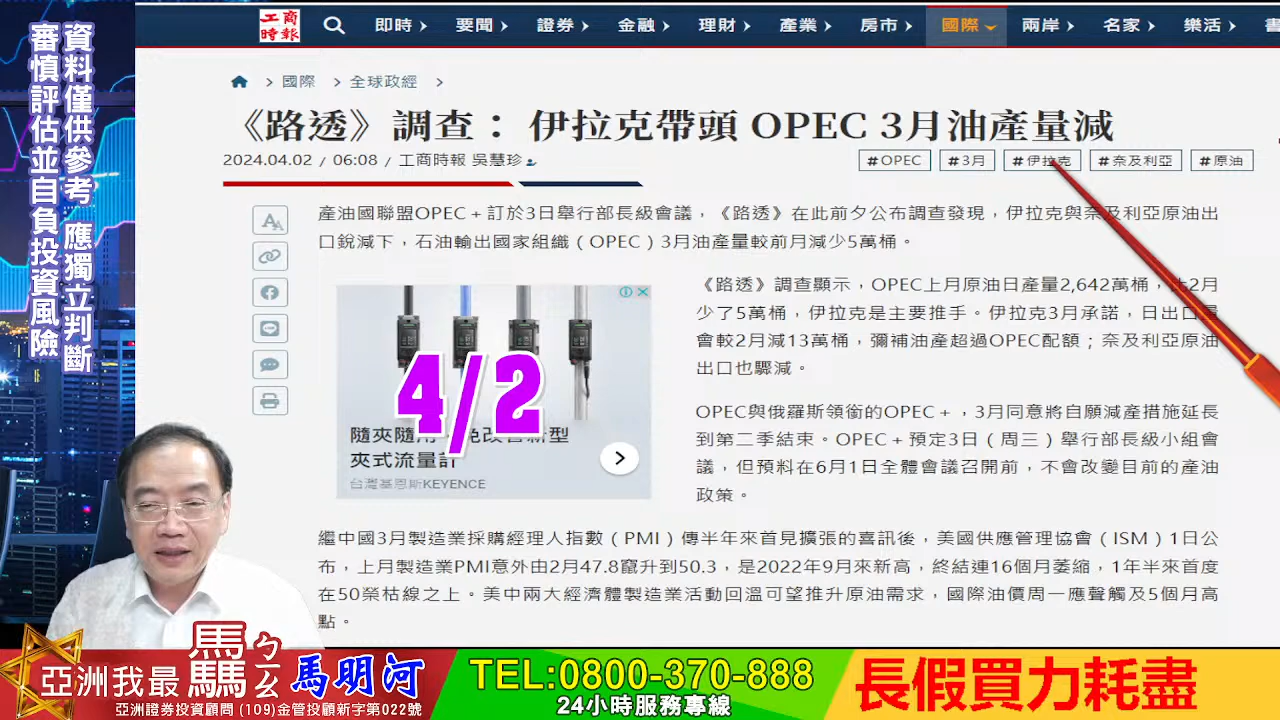 資料僅供參考 應獨立判斷
審慎評估並自負投資風險
工商時報
即時
要聞
證券
金融
理財
產業
房市
國際
兩岸
名家
樂活
國際 全球政經
《路透》調查： 伊拉克帶頭 OPEC 3月油產量減
2024.04.02 / 06:08 / 工商時報 吳慧珍
#OPEC
#3月
#伊拉克
#奈及利亞
#原油
產油國聯盟OPEC＋訂於3日舉行部長級會議，《路透》在此前夕公布調查發現，伊拉克與奈及利亞原油出
口銳減下，石油輸出國家組織（OPEC）3月油產量較前月減少5萬桶。
《路透》調查顯示，OPEC上月原油日產量2,642萬桶，比2月
少了5萬桶，伊拉克是主要推手。伊拉克3月承諾，日出口量
會較2月減13萬桶，彌補油產超過OPEC配額；奈及利亞原油
出口也驟減。
4/2
隨夾隨用 免改管新型
夾式流量計
台灣基恩斯KEYENCE
OPEC與俄羅斯領銜的OPEC＋，3月同意將自願減產措施延長
到第二季結束。OPEC＋預定3日（周三）舉行部長級小組會
議，但預料在6月1日全體會議召開前，不會改變目前的產油
政策。
繼中國3月製造業採購經理人指數（PMI）傳半年來首見擴張的喜訊後，美國供應管理協會（ISM）1日公
布，上月製造業PMI意外由2月47.8竄升到50.3，是2022年9月來新高，終結連16個月萎縮，1年半來首度
在50榮枯線之上。美中兩大經濟體製造業活動回溫可望推升原油需求，國際油價周一應聲觸及5個月高
點。
亞洲我最馬驫ㄅㄧㄠ馬明河
亞洲證券投資顧問 (109)金管投顧新字第022號
TEL:0800-370-888
24小時服務專線
長假買力耗盡